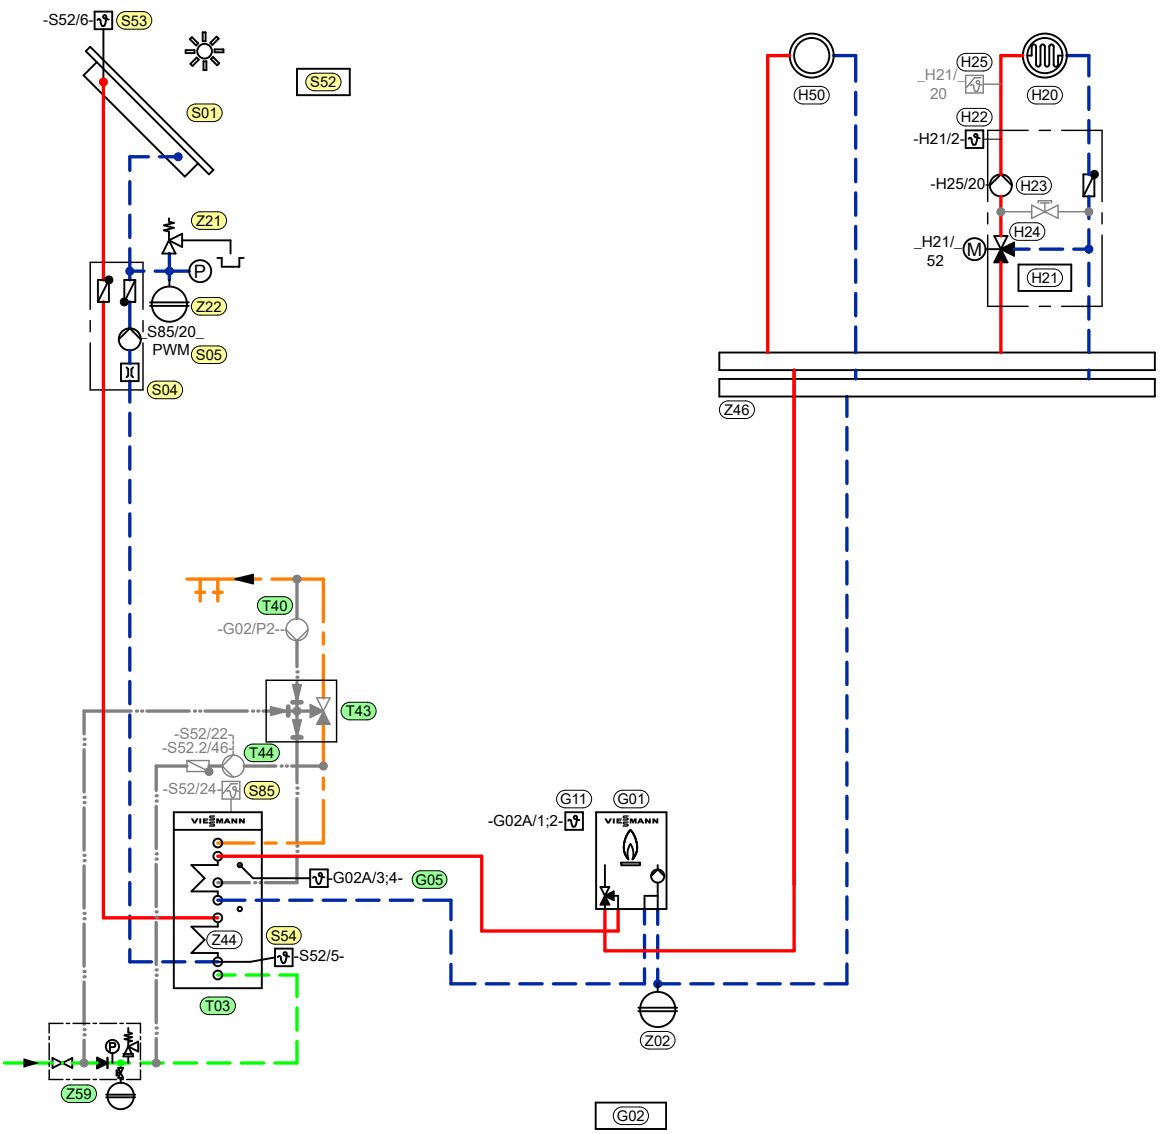 -S52/6- S53
S01
S52
H50
H25
_H21/_
20
H20
H22
-H21/2-
-H25/20- H23
H24
_H21/_
52
M
H21
Z21
P
Z22
_S85/20_
PWM S05
S04
Z46
T40
-G02/P2--
T43
-S52/22--
-S52.2/46-
T44
-S52/24- S85
VIESMANN
-G02A/3;4- G05
Z44
S54
-S52/5-
T03
G11
G01
-G02A/1;2-
VIESMANN
Z02
P
Z59
G02